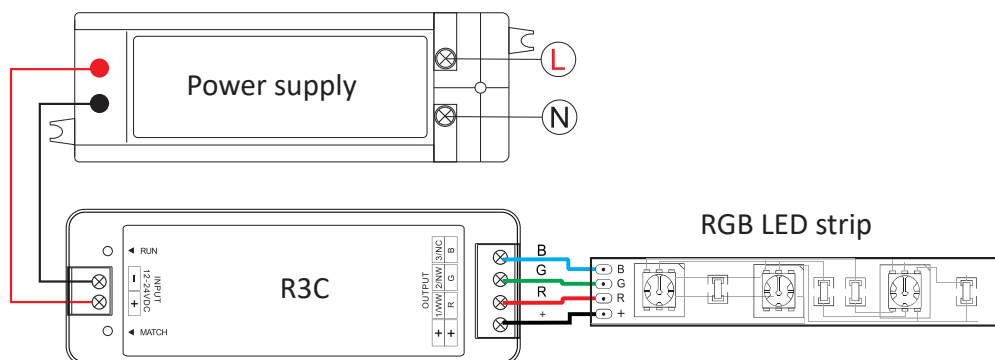 L
Power supply
N
RGB LED strip
RUN
INPUT
12-24VDC
− +
MATCH
R3C
OUTPUT
3/NC B
2/NW G
1/WW R
+ +
B
G
R
+
B
G
R
+